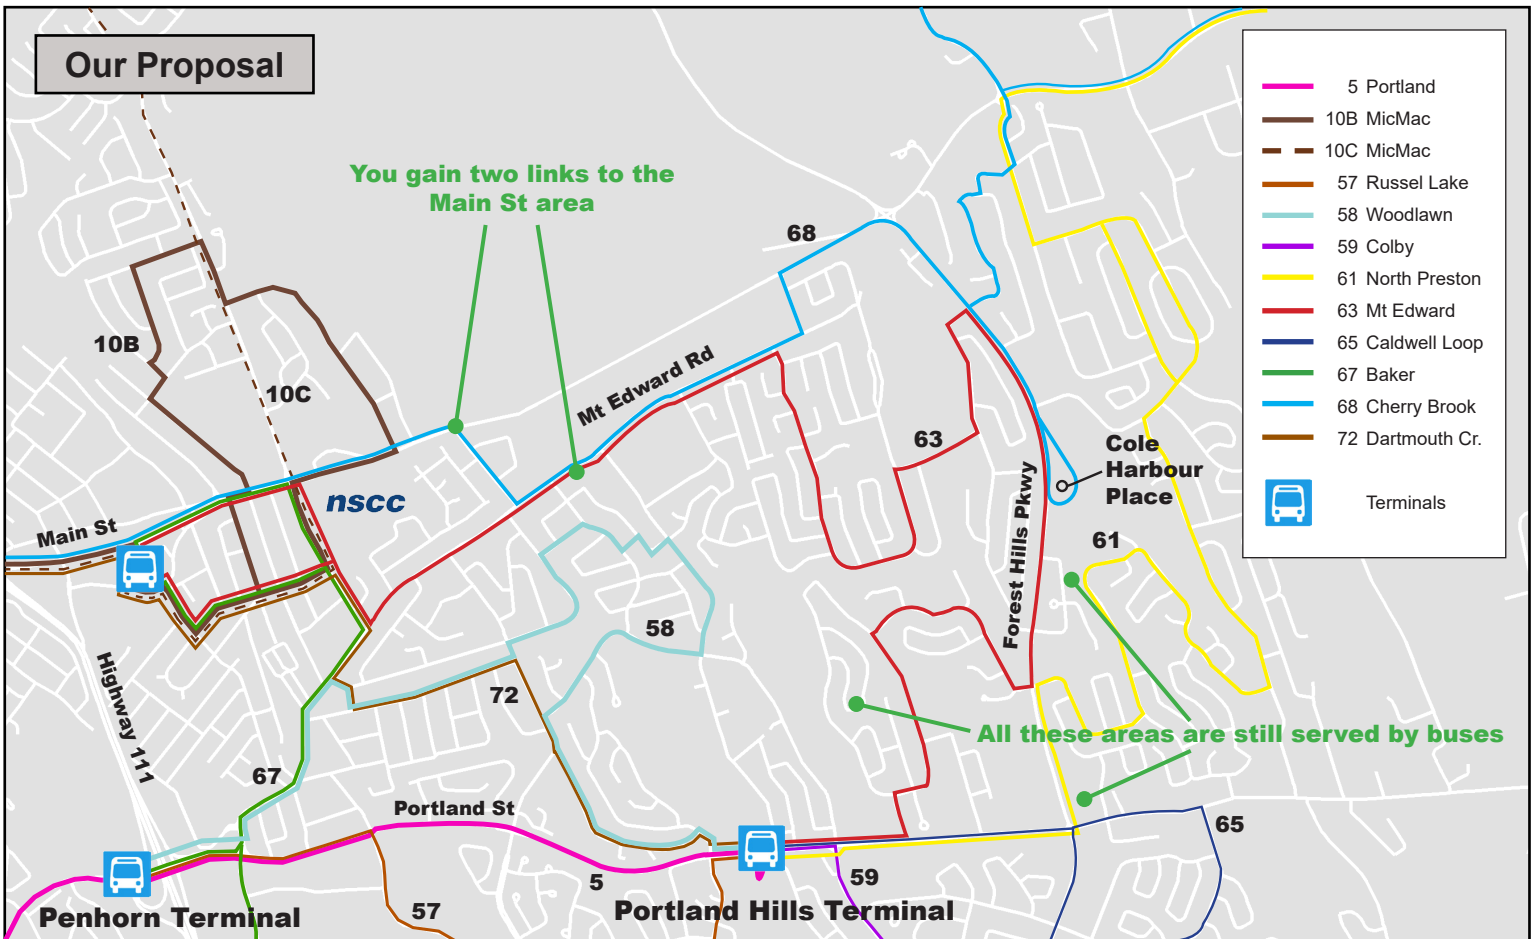 Our Proposal
You gain two links to the
Main St area
68
10B
10C
Mt Edward Rd
63
Cole
Harbour
Place
nscc
Main St
Forest Hills Pkwy
61
58
72
Highway 111
67
All these areas are still served by buses
Portland St
65
5
59
57
Penhorn Terminal
Portland Hills Terminal
5 Portland
10B MicMac
10C MicMac
57 Russel Lake
58 Woodlawn
59 Colby
61 North Preston
63 Mt Edward
65 Caldwell Loop
67 Baker
68 Cherry Brook
72 Dartmouth Cr.
Terminals